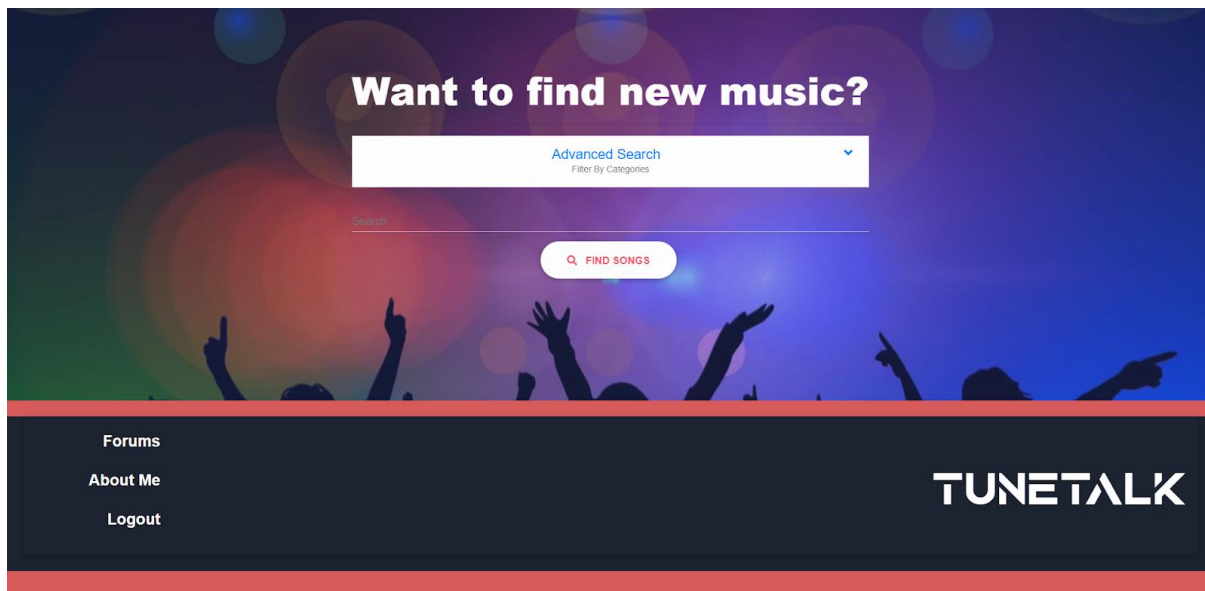 Want to find new music?
Advanced Search
Filter By Categories
Search
FIND SONGS
Forums
About Me
Logout
TUNETALK